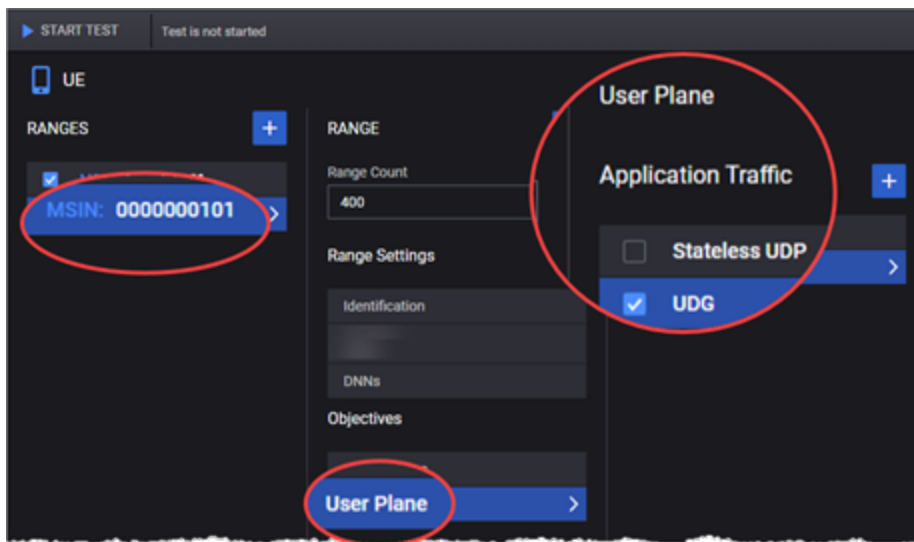 START TEST
Test is not started
UE
RANGES
+
MSIN: 0000000101
RANGE
Range Count
400
Range Settings
Identification
DNNs
Objectives
User Plane
User Plane
Application Traffic
+
Stateless UDP
UDG